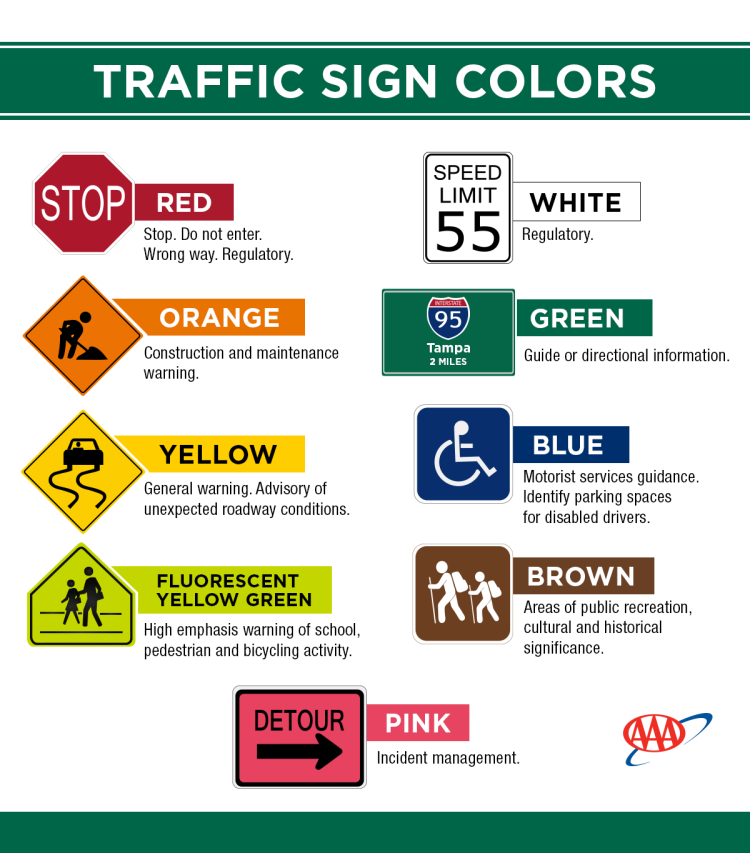 TRAFFIC SIGN COLORS
STOP
RED
Stop. Do not enter.
Wrong way. Regulatory.
SPEED
LIMIT
55
WHITE
Regulatory.
ORANGE
Construction and maintenance
warning.
INTERSTATE
95
Tampa
2 MILES
GREEN
Guide or directional information.
YELLOW
General warning. Advisory of
unexpected roadway conditions.
BLUE
Motorist services guidance.
Identify parking spaces
for disabled drivers.
FLUORESCENT
YELLOW GREEN
High emphasis warning of school,
pedestrian and bicycling activity.
BROWN
Areas of public recreation,
cultural and historical
significance.
DETOUR
PINK
Incident management.
AAA